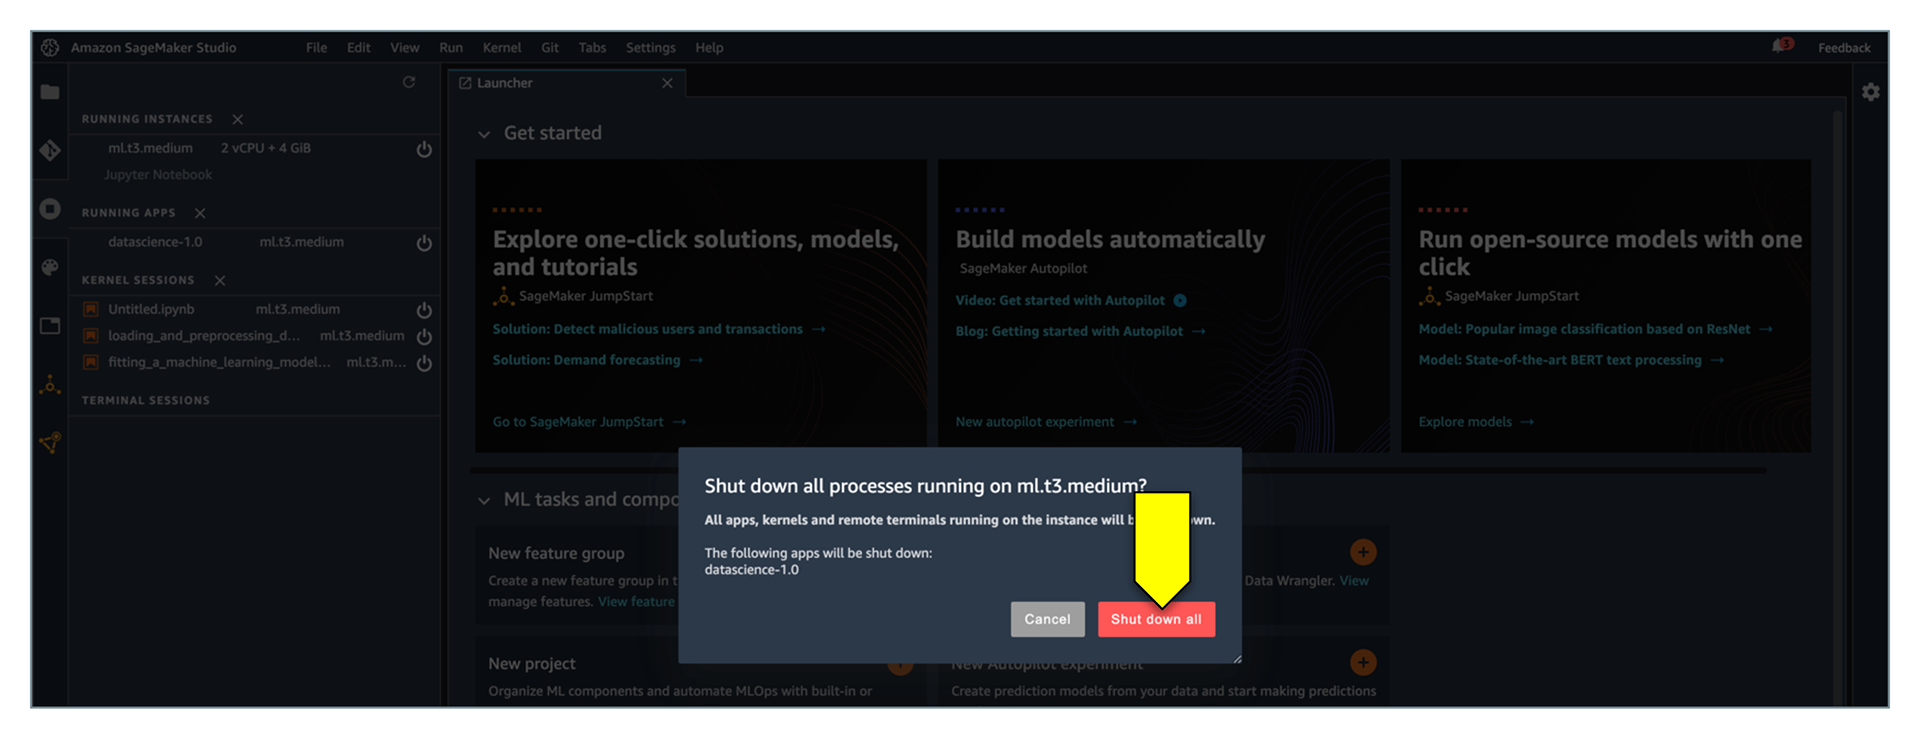 Amazon SageMaker Studio File Edit View Run Kernel Git Tabs Settings Help 3 Feedback
Launcher
RUNNING INSTANCES
ml.t3.medium 2 vCPU + 4 GiB
Jupyter Notebook
RUNNING APPS
datascience-1.0 ml.t3.medium
KERNEL SESSIONS
Untitled.ipynb ml.t3.medium
loading_and_preprocessing_d... ml.t3.medium
fitting_a_machine_learning_model... ml.t3.m...
TERMINAL SESSIONS
Get started
Explore one-click solutions, models,
and tutorials
SageMaker JumpStart
Solution: Detect malicious users and transactions →
Solution: Demand forecasting →
Go to SageMaker JumpStart →
Build models automatically
SageMaker Autopilot
Video: Get started with Autopilot
Blog: Getting started with Autopilot →
New autopilot experiment →
Run open-source models with one
click
SageMaker JumpStart
Model: Popular image classification based on ResNet →
Model: State-of-the-art BERT text processing →
Explore models →
ML tasks and compo
New feature group
Create a new feature group in t
manage features. View feature
Data Wrangler. View
New project
Organize ML components and automate MLOps with built-in or
New Autopilot experiment
Create prediction models from your data and start making predictions
Shut down all processes running on ml.t3.medium?
All apps, kernels and remote terminals running on the instance will b wn.
The following apps will be shut down:
datascience-1.0
Cancel Shut down all